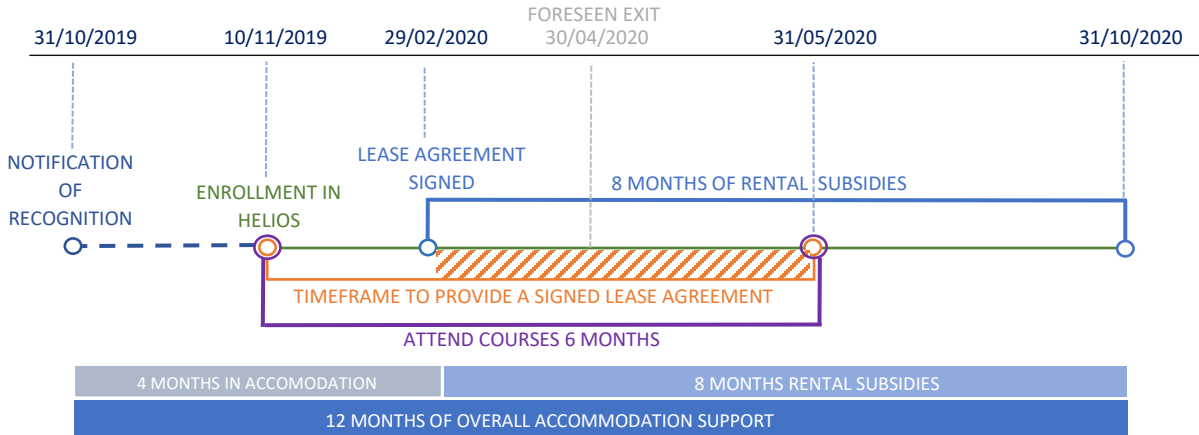 FORESEEN EXIT
31/10/2019 10/11/2019 29/02/2020 30/04/2020 31/05/2020 31/10/2020
NOTIFICATION
OF
RECOGNITION
ENROLLMENT IN
HELIOS
LEASE AGREEMENT
SIGNED
8 MONTHS OF RENTAL SUBSIDIES
TIMEFRAME TO PROVIDE A SIGNED LEASE AGREEMENT
ATTEND COURSES 6 MONTHS
4 MONTHS IN ACCOMODATION 8 MONTHS RENTAL SUBSIDIES
12 MONTHS OF OVERALL ACCOMMODATION SUPPORT